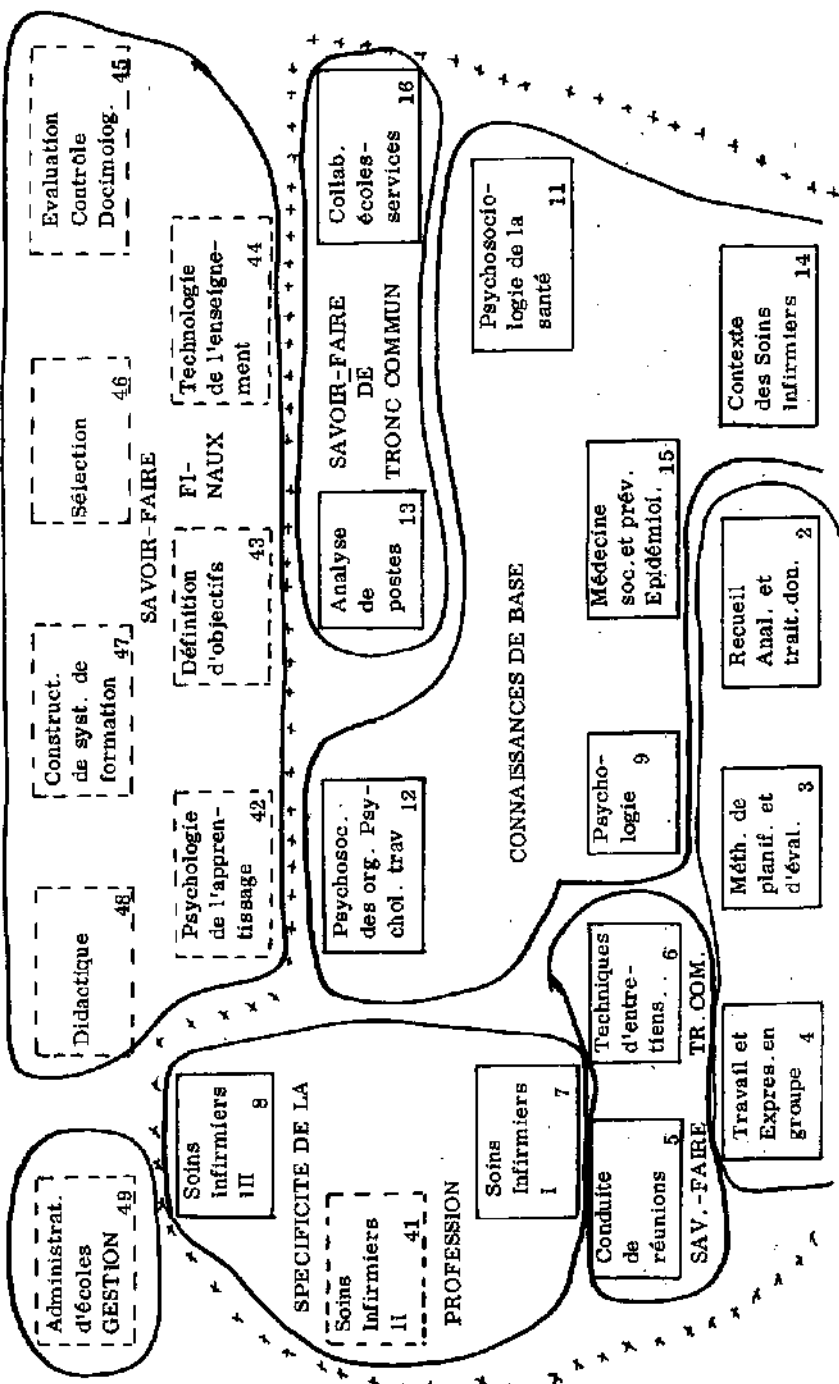 Administrat.
d'écoles
GESTION 49
Didactique
48
Construct.
de syst. de
formation 47
Sélection
46
Evaluation
Contrôle
Docimolog.
45
SAVOIR-FAIRE
FI-
NAUX
Psychologie
de l'appren-
tissage 42
Définition
d'objectifs
43
Technologie
de l'enseigne-
ment 44
Soins
Infirmiers
III 8
SPECIFICITE DE LA
Soins
Infirmiers
II 41
PROFESSION
Soins
Infirmiers
I 7
Psychosoc.
des org. Psy-
chol. trav 12
Analyse
de
postes 13
SAVOIR-FAIRE
DE
TRONC COMMUN
Collab.
écoles-
services
16
CONNAISSANCES DE BASE
Psychosocio-
logie de la
santé 11
Conduite
de
réunions 5
Techniques
d'entre-
tiens.. 6
SAV.-FAIRE TR.COM.
Psycho-
logie 9
Médecine
soc.et prév.
Epidémiol. 15
Travail et
Expres.en
groupe 4
Méth. de
planif. et
d'éval. 3
Recueil
Anal. et
trait.don. 2
Contexte
des Soins
Infirmiers
14